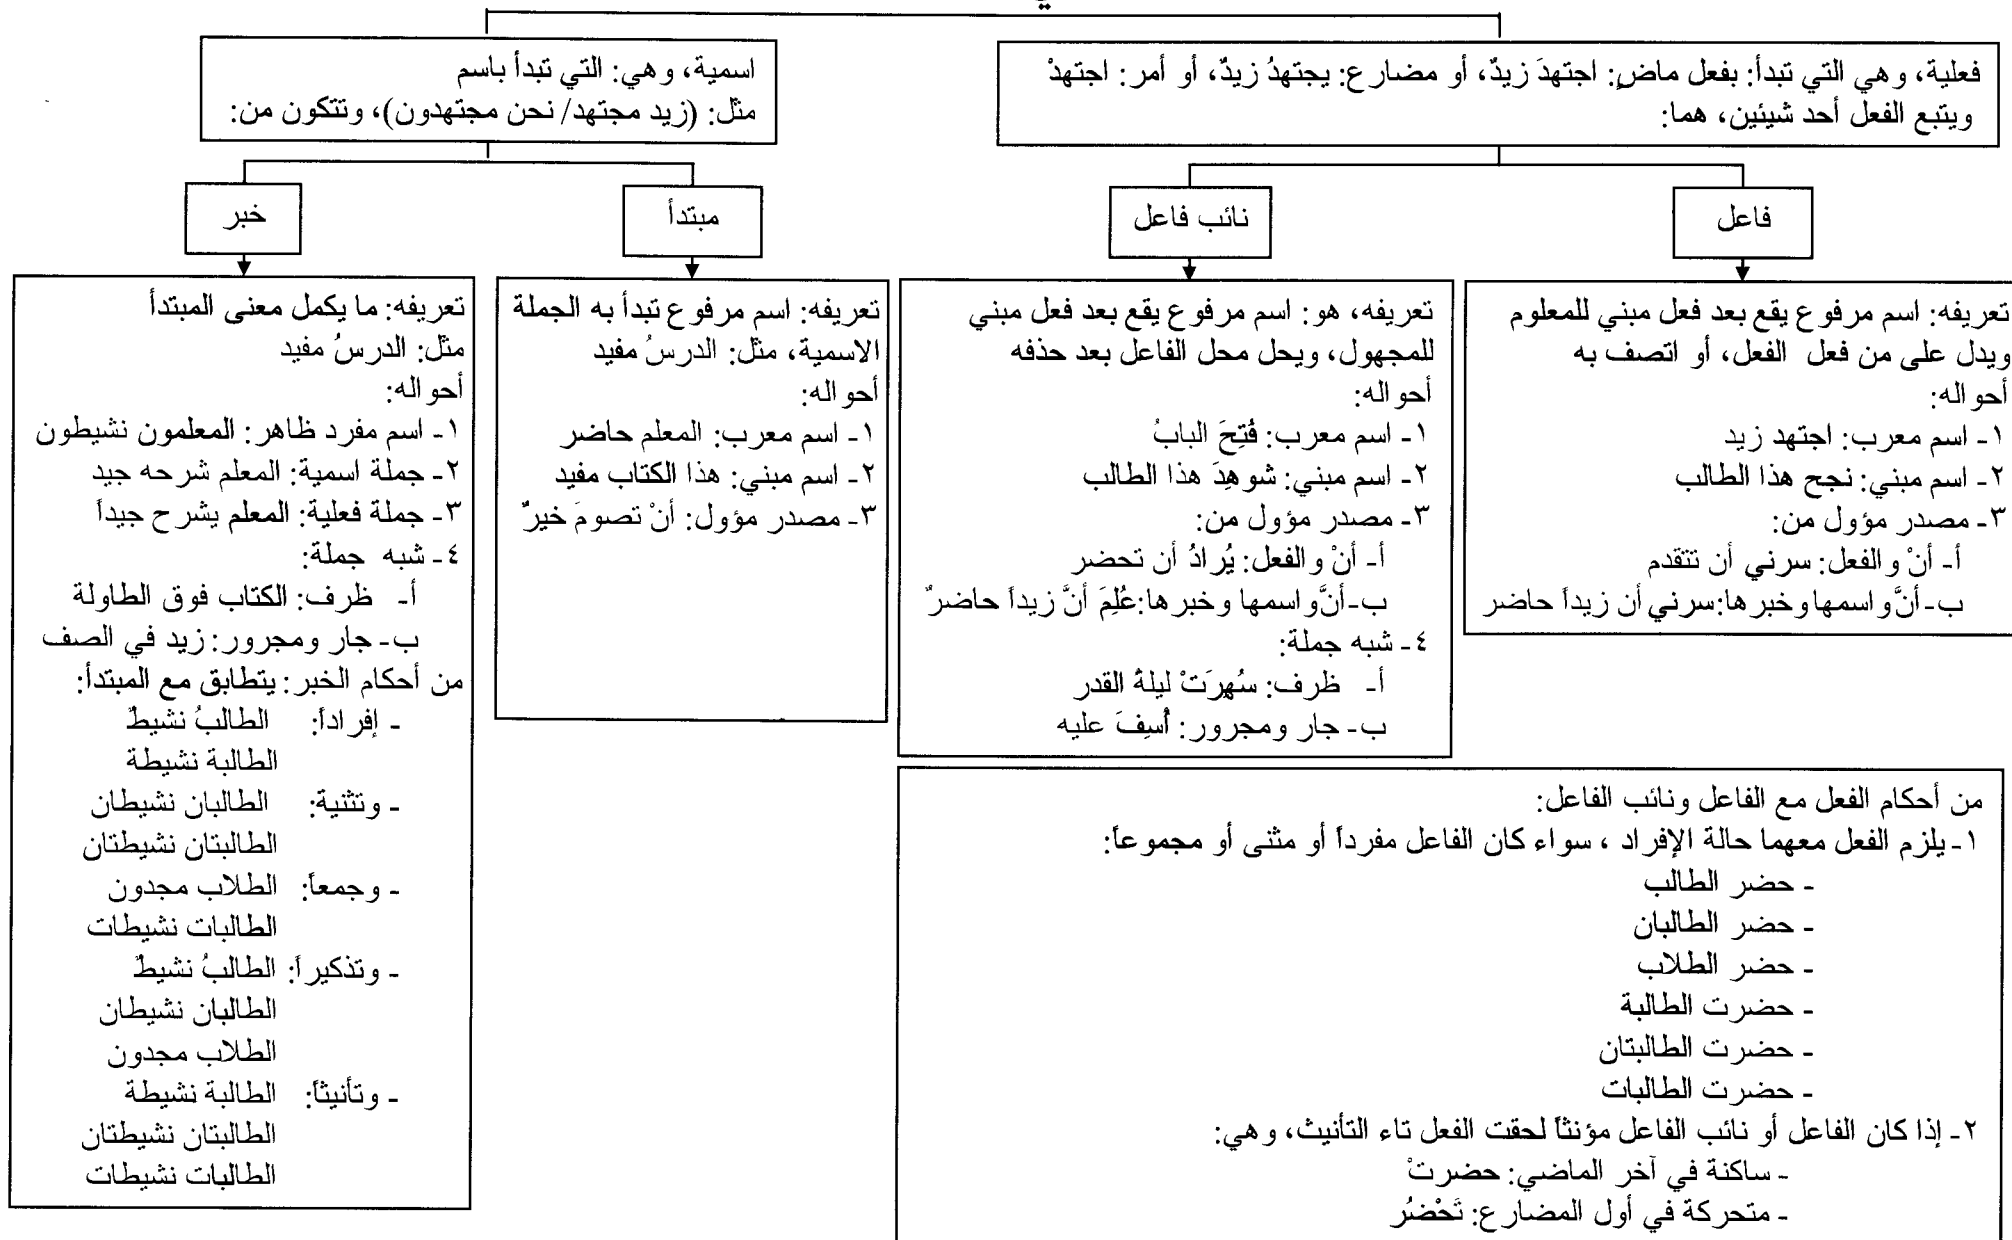 فعلية، وهي التي تبدأ: بفعل ماضٍ: اجتهدَ زيدٌ، أو مضارع: يجتهدُ زيدٌ، أو أمر: اجتهدْ
ويتبع الفعل أحد شيئين، هما:
اسمية، وهي: التي تبدأ باسم
مثل: (زيد مجتهد/ نحن مجتهدون)، وتتكون من:
فاعل
نائب فاعل
مبتدأ
خبر
تعريفه: اسم مرفوع يقع بعد فعل مبني للمعلوم
ويدل على من فعل الفعل، أو اتصف به
أحواله:
١- اسم معرب: اجتهد زيد
٢- اسم مبني: نجح هذا الطالب
٣- مصدر مؤول من:
أ- أنْ والفعل: سرني أن تتقدم
ب- أنَّ واسمها وخبرها: سرني أن زيداً حاضر
تعريفه، هو: اسم مرفوع يقع بعد فعل مبني
للمجهول، ويحل محل الفاعل بعد حذفه
أحواله:
١- اسم معرب: فُتِحَ البابُ
٢- اسم مبني: شوهِدَ هذا الطالب
٣- مصدر مؤول من:
أ- أنْ والفعل: يُرادُ أن تحضر
ب- أنَّ واسمها وخبرها: عُلِمَ أنَّ زيداً حاضرٌ
٤- شبه جملة:
أ- ظرف: سُهِرَتْ ليلةُ القدر
ب- جار ومجرور: أُسِفَ عليه
تعريفه: اسم مرفوع تبدأ به الجملة
الاسمية، مثل: الدرسُ مفيد
أحواله:
١- اسم معرب: المعلم حاضر
٢- اسم مبني: هذا الكتاب مفيد
٣- مصدر مؤول: أنْ تصومَ خيرٌ
تعريفه: ما يكمل معنى المبتدأ
مثل: الدرسُ مفيد
أحواله:
١- اسم مفرد ظاهر: المعلمون نشيطون
٢- جملة اسمية: المعلم شرحه جيد
٣- جملة فعلية: المعلم يشرح جيداً
٤- شبه جملة:
أ- ظرف: الكتاب فوق الطاولة
ب- جار ومجرور: زيد في الصف
من أحكام الخبر: يتطابق مع المبتدأ:
- إفراداً: الطالبُ نشيطٌ
الطالبة نشيطة
- وتثنية: الطالبان نشيطان
الطالبتان نشيطتان
- وجمعاً: الطلاب مجدون
الطالبات نشيطات
- وتذكيراً: الطالبُ نشيطٌ
الطالبان نشيطان
الطلاب مجدون
- وتأنيثاً: الطالبة نشيطة
الطالبتان نشيطتان
الطالبات نشيطات
من أحكام الفعل مع الفاعل ونائب الفاعل:
١- يلزم الفعل معهما حالة الإفراد ، سواء كان الفاعل مفرداً أو مثنى أو مجموعاً:
- حضر الطالب
- حضر الطالبان
- حضر الطلاب
- حضرت الطالبة
- حضرت الطالبتان
- حضرت الطالبات
٢- إذا كان الفاعل أو نائب الفاعل مؤنثاً لحقت الفعل تاء التأنيث، وهي:
- ساكنة في آخر الماضي: حضرتْ
- متحركة في أول المضارع: تَحْضُرُ